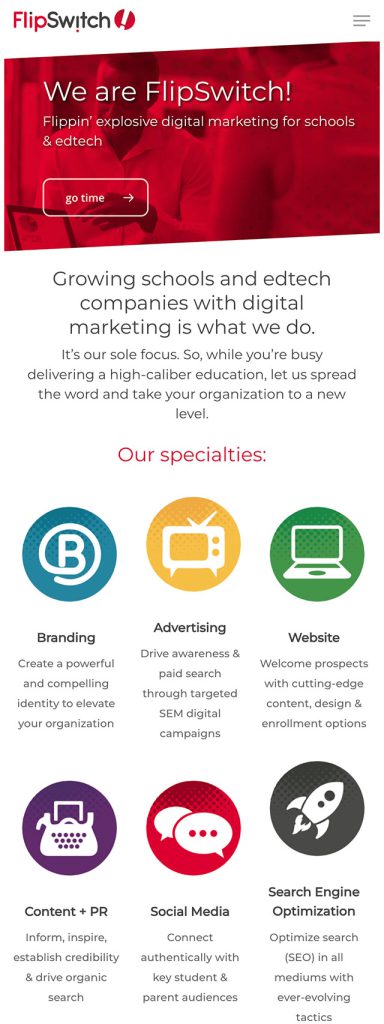 FlipSwitch
We are FlipSwitch!
Flippin’ explosive digital marketing for schools
& edtech
go time
Growing schools and edtech
companies with digital
marketing is what we do.
It’s our sole focus. So, while you’re busy
delivering a high-caliber education, let us spread
the word and take your organization to a new
level.
Our specialties:
B
Branding
Create a powerful
and compelling
identity to elevate
your organization
Advertising
Drive awareness &
paid search
through targeted
SEM digital
campaigns
Website
Welcome prospects
with cutting-edge
content, design &
enrollment options
Content + PR
Inform, inspire,
establish credibility
& drive organic
search
Social Media
Connect
authentically with
key student &
parent audiences
Search Engine
Optimization
Optimize search
(SEO) in all
mediums with
ever-evolving
tactics